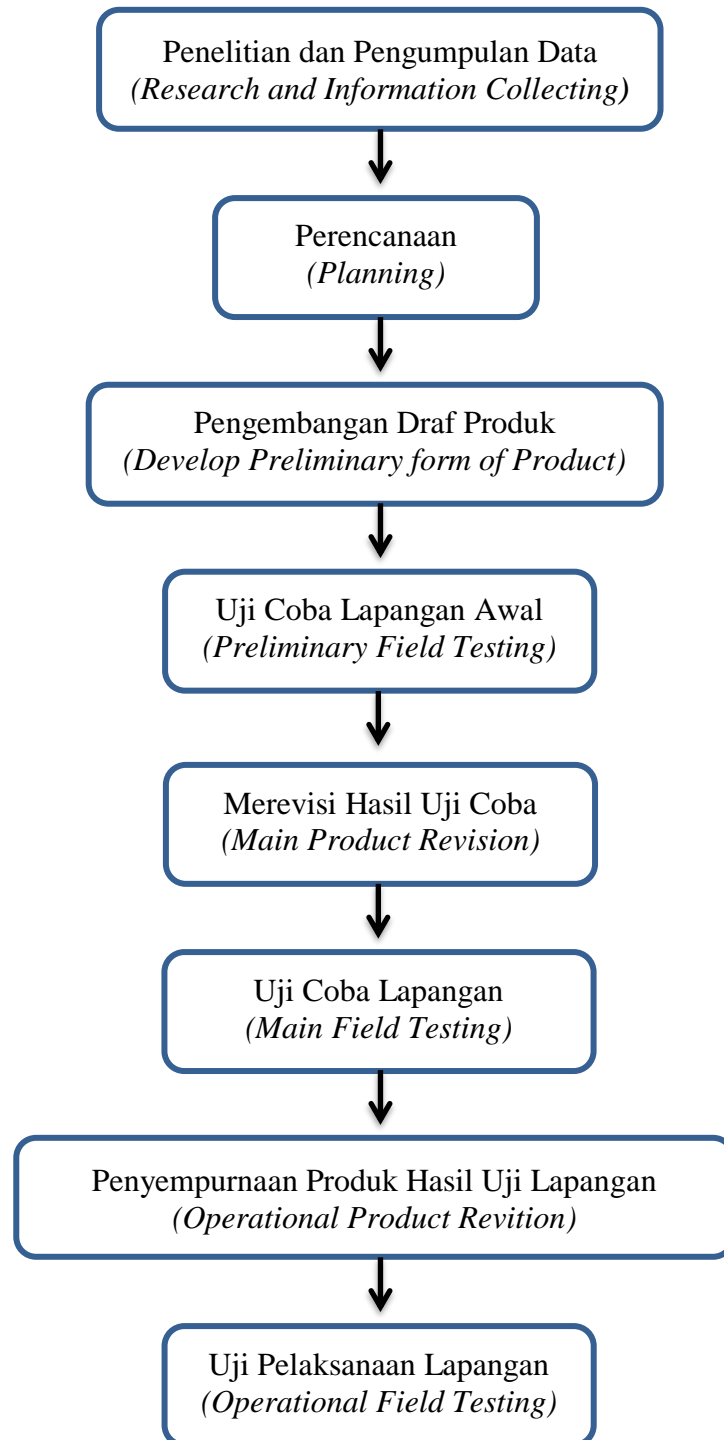 Penelitian dan Pengumpulan Data
(Research and Information Collecting)
Perencanaan
(Planning)
Pengembangan Draf Produk
(Develop Preliminary form of Product)
Uji Coba Lapangan Awal
(Preliminary Field Testing)
Merevisi Hasil Uji Coba
(Main Product Revision)
Uji Coba Lapangan
(Main Field Testing)
Penyempurnaan Produk Hasil Uji Lapangan
(Operational Product Revition)
Uji Pelaksanaan Lapangan
(Operational Field Testing)